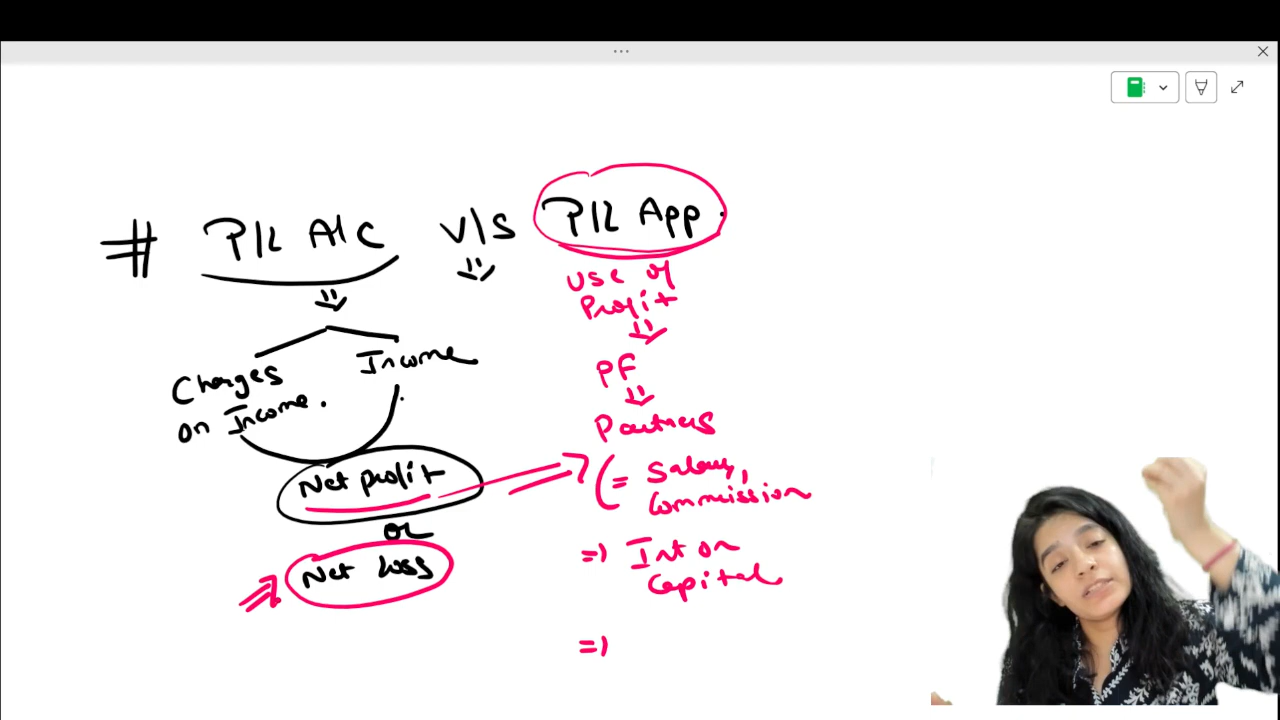 # P/L A/C V/S P/L App.
Use of
Profit
PF
Partners
Charges
on Income.
Income
Net profit
or
Net loss
(= Salary,
Commission
=) Int on
Capital
=)